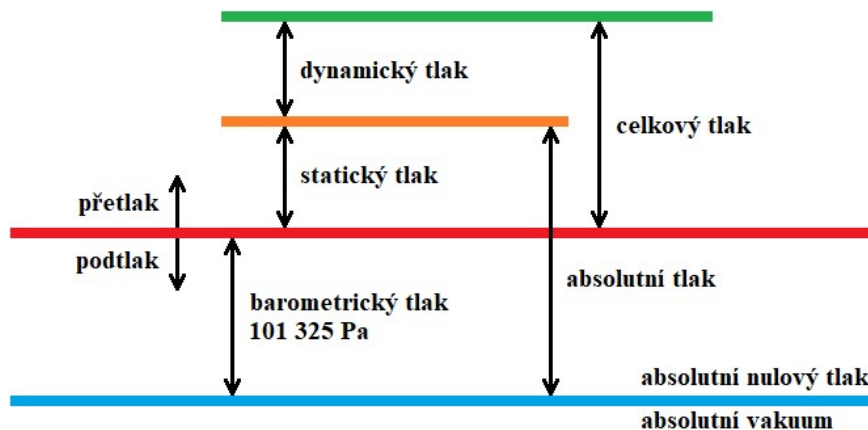 dynamický tlak
celkový tlak
statický tlak
přetlak
podtlak
absolutní tlak
barometrický tlak
101 325 Pa
absolutní nulový tlak
absolutní vakuum